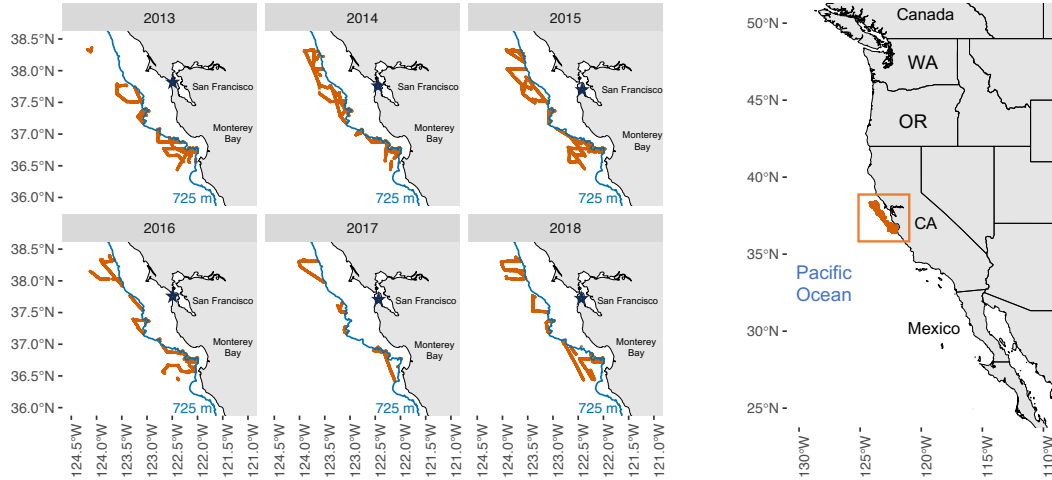 2013
2014
2015
38.5°N
38.0°N
37.5°N
37.0°N
36.5°N
36.0°N
San Francisco
Monterey
Bay
725 m
San Francisco
Monterey
Bay
725 m
San Francisco
Monterey
Bay
725 m
2016
2017
2018
38.5°N
38.0°N
37.5°N
37.0°N
36.5°N
36.0°N
San Francisco
Monterey
Bay
725 m
San Francisco
Monterey
Bay
725 m
San Francisco
Monterey
Bay
725 m
124.5°W
124.0°W
123.5°W
123.0°W
122.5°W
122.0°W
121.5°W
121.0°W
124.5°W
124.0°W
123.5°W
123.0°W
122.5°W
122.0°W
121.5°W
121.0°W
124.5°W
124.0°W
123.5°W
123.0°W
122.5°W
122.0°W
121.5°W
121.0°W
50°N
45°N
40°N
35°N
30°N
25°N
Canada
WA
OR
CA
Pacific
Ocean
Mexico
130°W
125°W
120°W
115°W
110°W